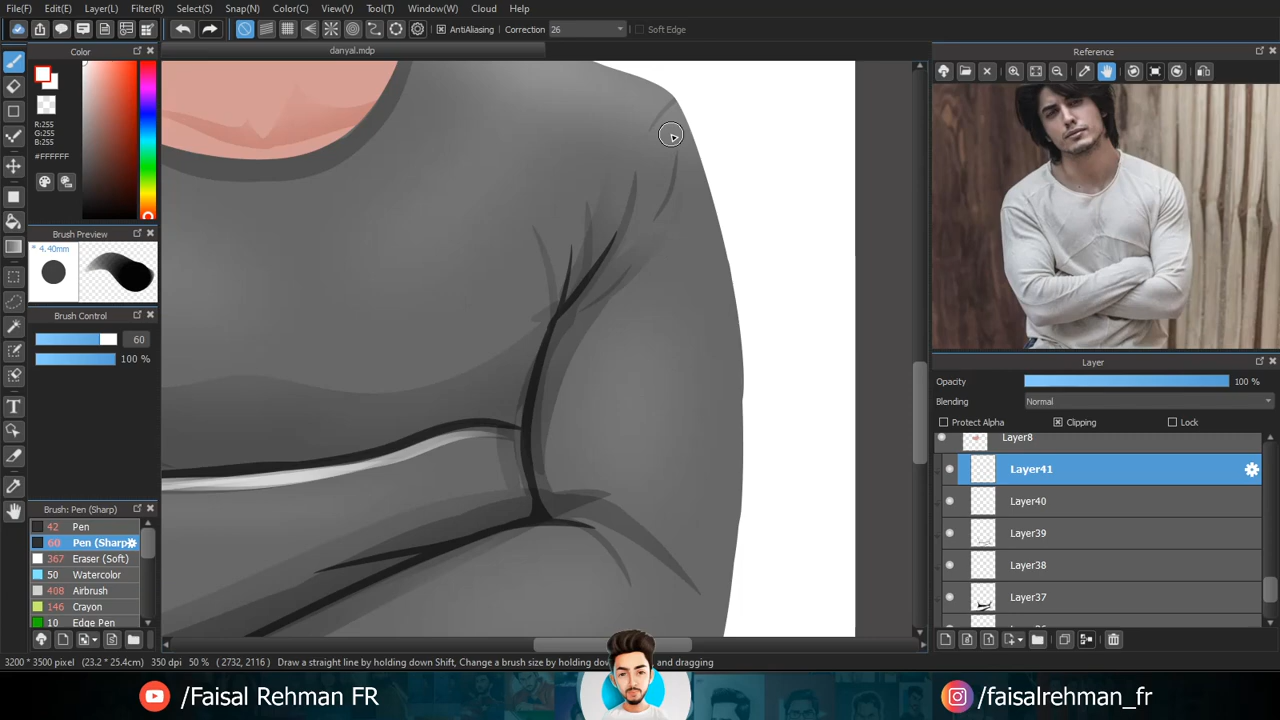 File(F) Edit(E) Layer(L) Filter(R) Select(S) Snap(N) Color(C) View(V) Tool(T) Window(W) Cloud Help
AntiAliasing Correction 26 Soft Edge
danyal.mdp
Color
R:255
G:255
B:255
#FFFFFF
Brush Preview
* 4.40mm
Brush Control
60
100 %
Brush: Pen (Sharp)
42 Pen
60 Pen (Sharp
367 Eraser (Soft)
50 Watercolor
408 Airbrush
146 Crayon
10 Edge Pen
Reference
Layer
Opacity 100 %
Blending Normal
Protect Alpha Clipping Lock
Layer8
Layer41
Layer40
Layer39
Layer38
Layer37
3200 * 3500 pixel (23.2 * 25.4cm) 350 dpi 50 % ( 2732, 2116 ) Draw a straight line by holding down Shift, Change a brush size by holding dow and dragging
/Faisal Rehman FR
/faisalrehman_fr